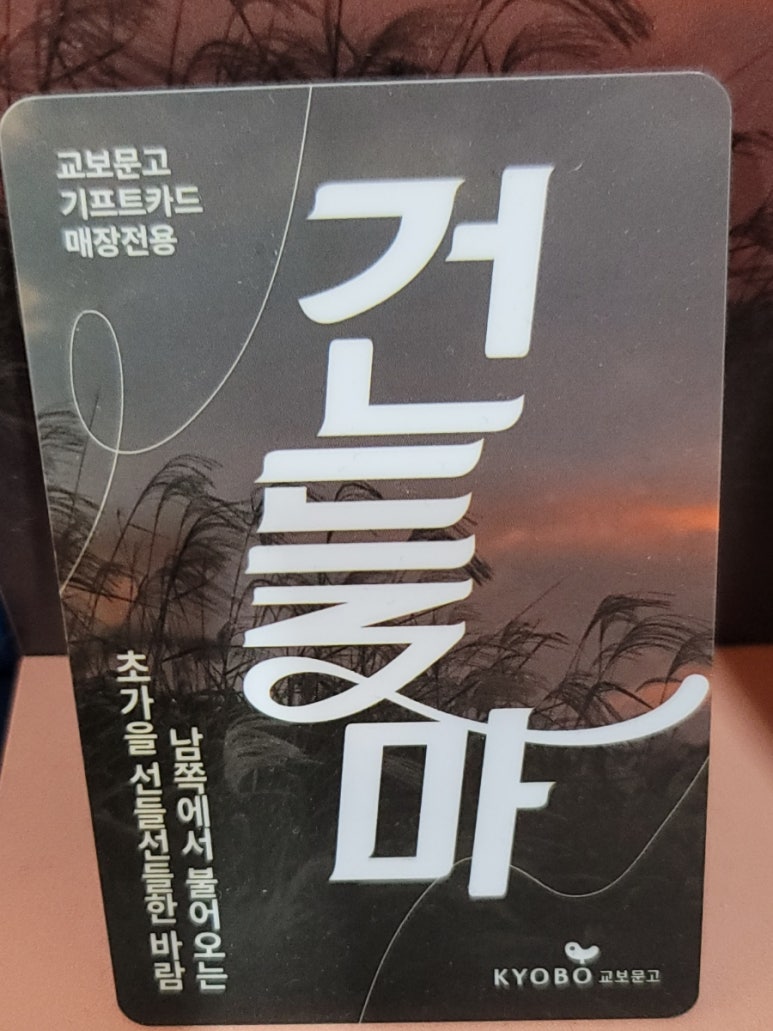 교보문고
기프트카드
매장전용
건들마
남쪽에서 불어오는
초가을 선들선들한 바람
KYOBO 교보문고